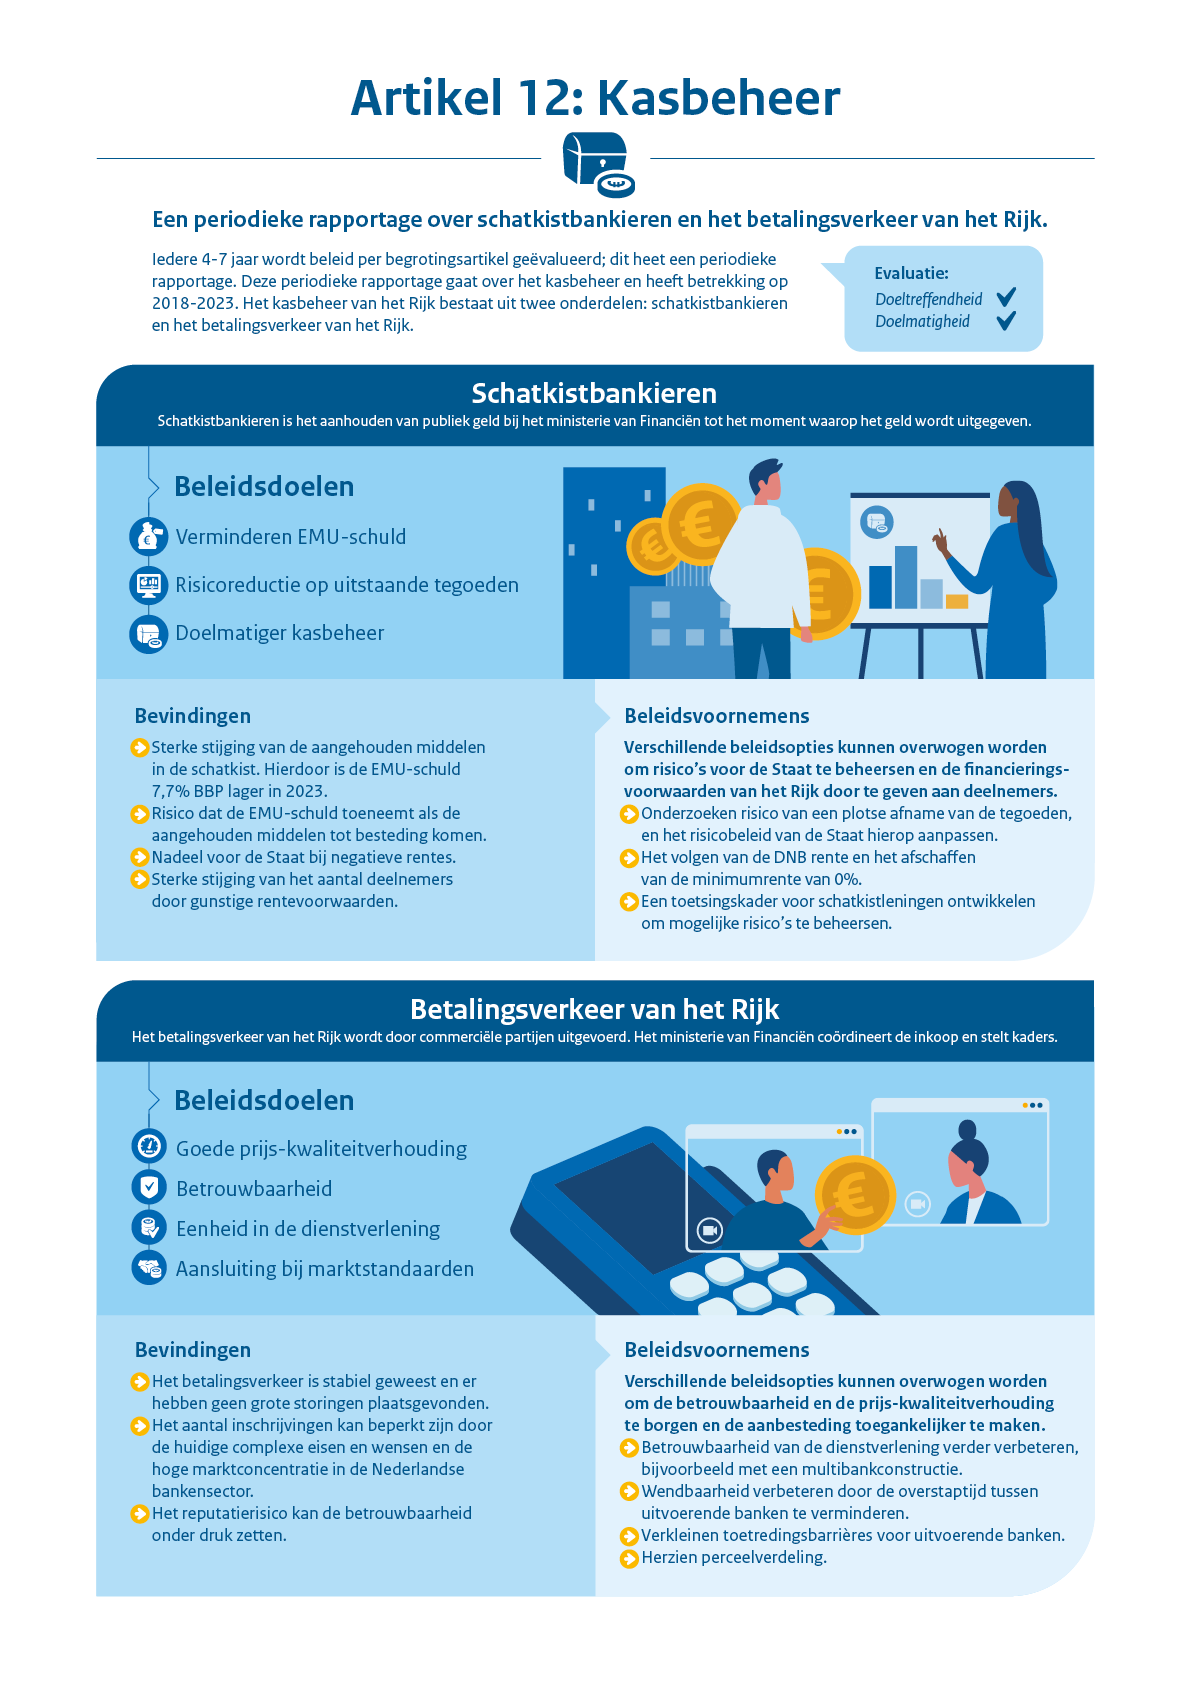 Artikel 12: Kasbeheer
Een periodieke rapportage over schatkistbankieren en het betalingsverkeer van het Rijk.
Iedere 4-7 jaar wordt beleid per begrotingsartikel geëvalueerd; dit heet een periodieke
rapportage. Deze periodieke rapportage gaat over het kasbeheer en heeft betrekking op
2018-2023. Het kasbeheer van het Rijk bestaat uit twee onderdelen: schatkistbankieren
en het betalingsverkeer van het Rijk.
Evaluatie:
Doeltreffendheid
Doelmatigheid
Schatkistbankieren
Schatkistbankieren is het aanhouden van publiek geld bij het ministerie van Financiën tot het moment waarop het geld wordt uitgegeven.
Beleidsdoelen
Verminderen EMU-schuld
Risicoreductie op uitstaande tegoeden
Doelmatiger kasbeheer
Bevindingen
Sterke stijging van de aangehouden middelen
in de schatkist. Hierdoor is de EMU-schuld
7,7% BBP lager in 2023.
Risico dat de EMU-schuld toeneemt als de
aangehouden middelen tot besteding komen.
Nadeel voor de Staat bij negatieve rentes.
Sterke stijging van het aantal deelnemers
door gunstige rentevoorwaarden.
Beleidsvoornemens
Verschillende beleidsopties kunnen overwogen worden
om risico's voor de Staat te beheersen en de financierings-
voorwaarden van het Rijk door te geven aan deelnemers.
Onderzoeken risico van een plotse afname van de tegoeden,
en het risicobeleid van de Staat hierop aanpassen.
Het volgen van de DNB rente en het afschaffen
van de minimumrente van 0%.
Een toetsingskader voor schatkistleningen ontwikkelen
om mogelijke risico's te beheersen.
Betalingsverkeer van het Rijk
Het betalingsverkeer van het Rijk wordt door commerciële partijen uitgevoerd. Het ministerie van Financiën coördineert de inkoop en stelt kaders.
Beleidsdoelen
Goede prijs-kwaliteitverhouding
Betrouwbaarheid
Eenheid in de dienstverlening
Aansluiting bij marktstandaarden
Bevindingen
Het betalingsverkeer is stabiel geweest en er
hebben geen grote storingen plaatsgevonden.
Het aantal inschrijvingen kan beperkt zijn door
de huidige complexe eisen en wensen en de
hoge marktconcentratie in de Nederlandse
bankensector.
Het reputatierisico kan de betrouwbaarheid
onder druk zetten.
Beleidsvoornemens
Verschillende beleidsopties kunnen overwogen worden
om de betrouwbaarheid en de prijs-kwaliteitverhouding
te borgen en de aanbesteding toegankelijker te maken.
Betrouwbaarheid van de dienstverlening verder verbeteren,
bijvoorbeeld met een multibankconstructie.
Wendbaarheid verbeteren door de overstaptijd tussen
uitvoerende banken te verminderen.
Verkleinen toetredingsbarrières voor uitvoerende banken.
Herzien perceelverdeling.